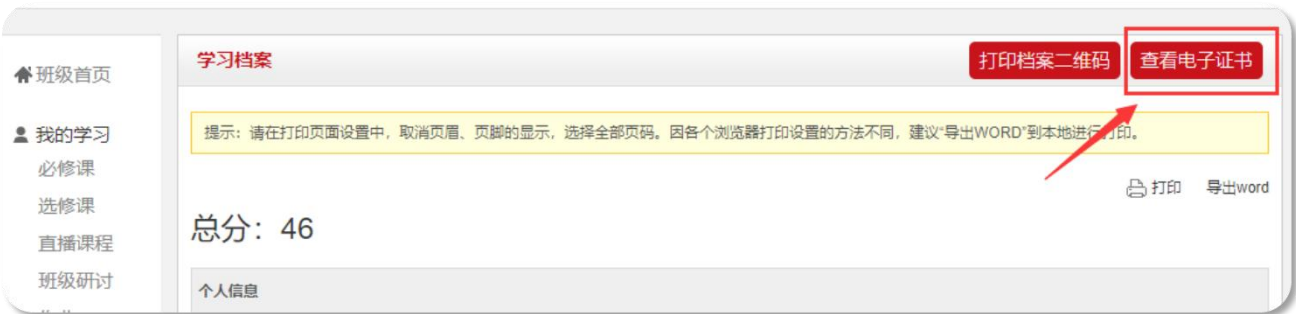 学习档案
打印档案二维码
查看电子证书
班级首页
提示：请在打印页面设置中，取消页眉、页脚的显示，选择全部页码。因各个浏览器打印设置的方法不同，建议“导出WORD”到本地进行打印。
我的学习
必修课
打印
导出word
选修课
总分：46
直播课程
班级研讨
个人信息